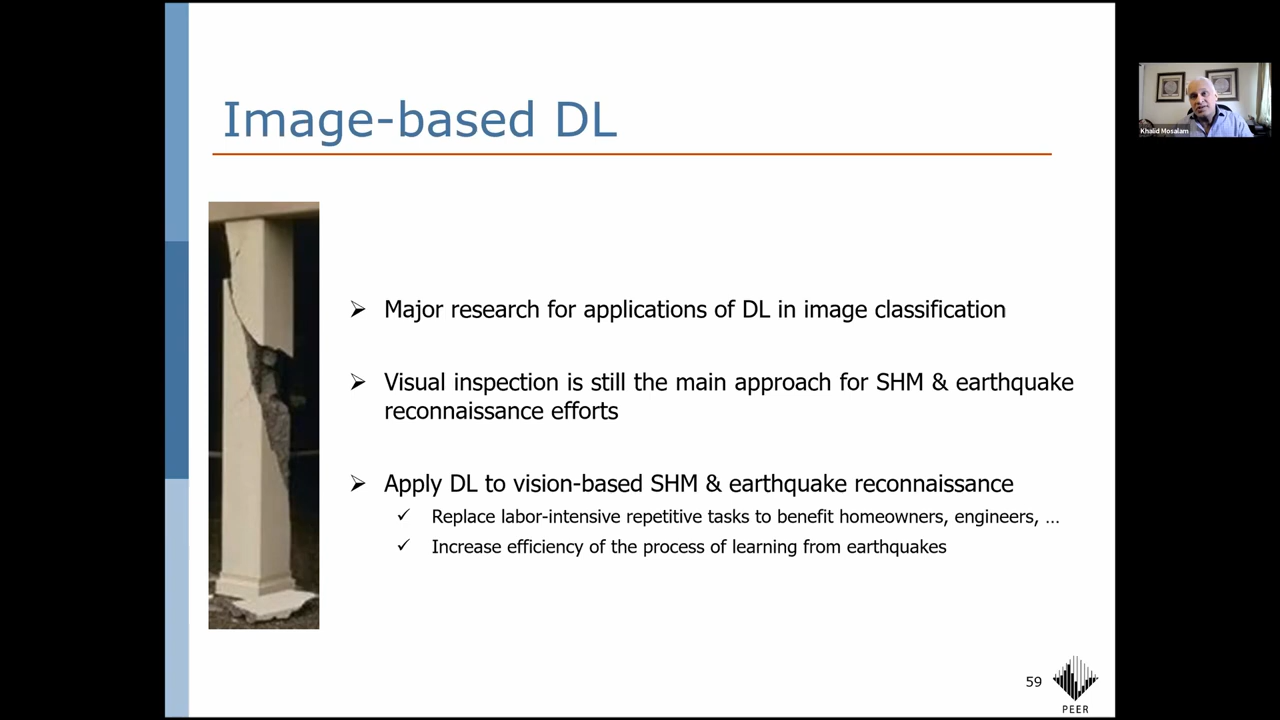 Image-based DL
Khalid Mosalam
➢ Major research for applications of DL in image classification
➢ Visual inspection is still the main approach for SHM & earthquake
reconnaissance efforts
➢ Apply DL to vision-based SHM & earthquake reconnaissance
✓ Replace labor-intensive repetitive tasks to benefit homeowners, engineers, …
✓ Increase efficiency of the process of learning from earthquakes
59
PEER